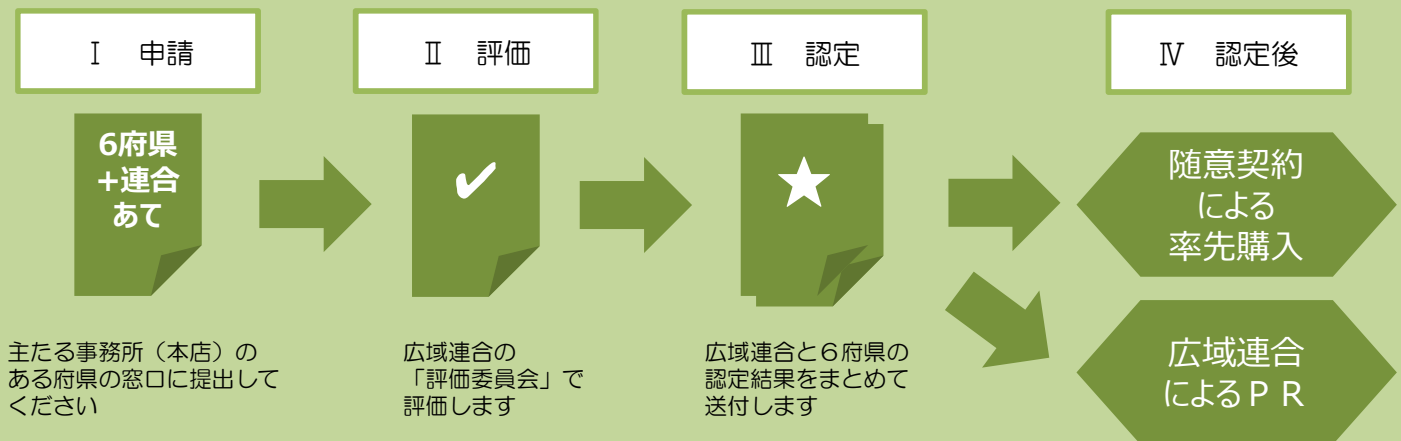 Ⅰ 申請
Ⅱ 評価
Ⅲ 認定
Ⅳ 認定後
6府県
+連合
あて
随意契約
による
率先購入
広域連合
によるＰＲ
主たる事務所（本店）の
ある府県の窓口に提出して
ください
広域連合の
「評価委員会」で
評価します
広域連合と６府県の
認定結果をまとめて
送付します